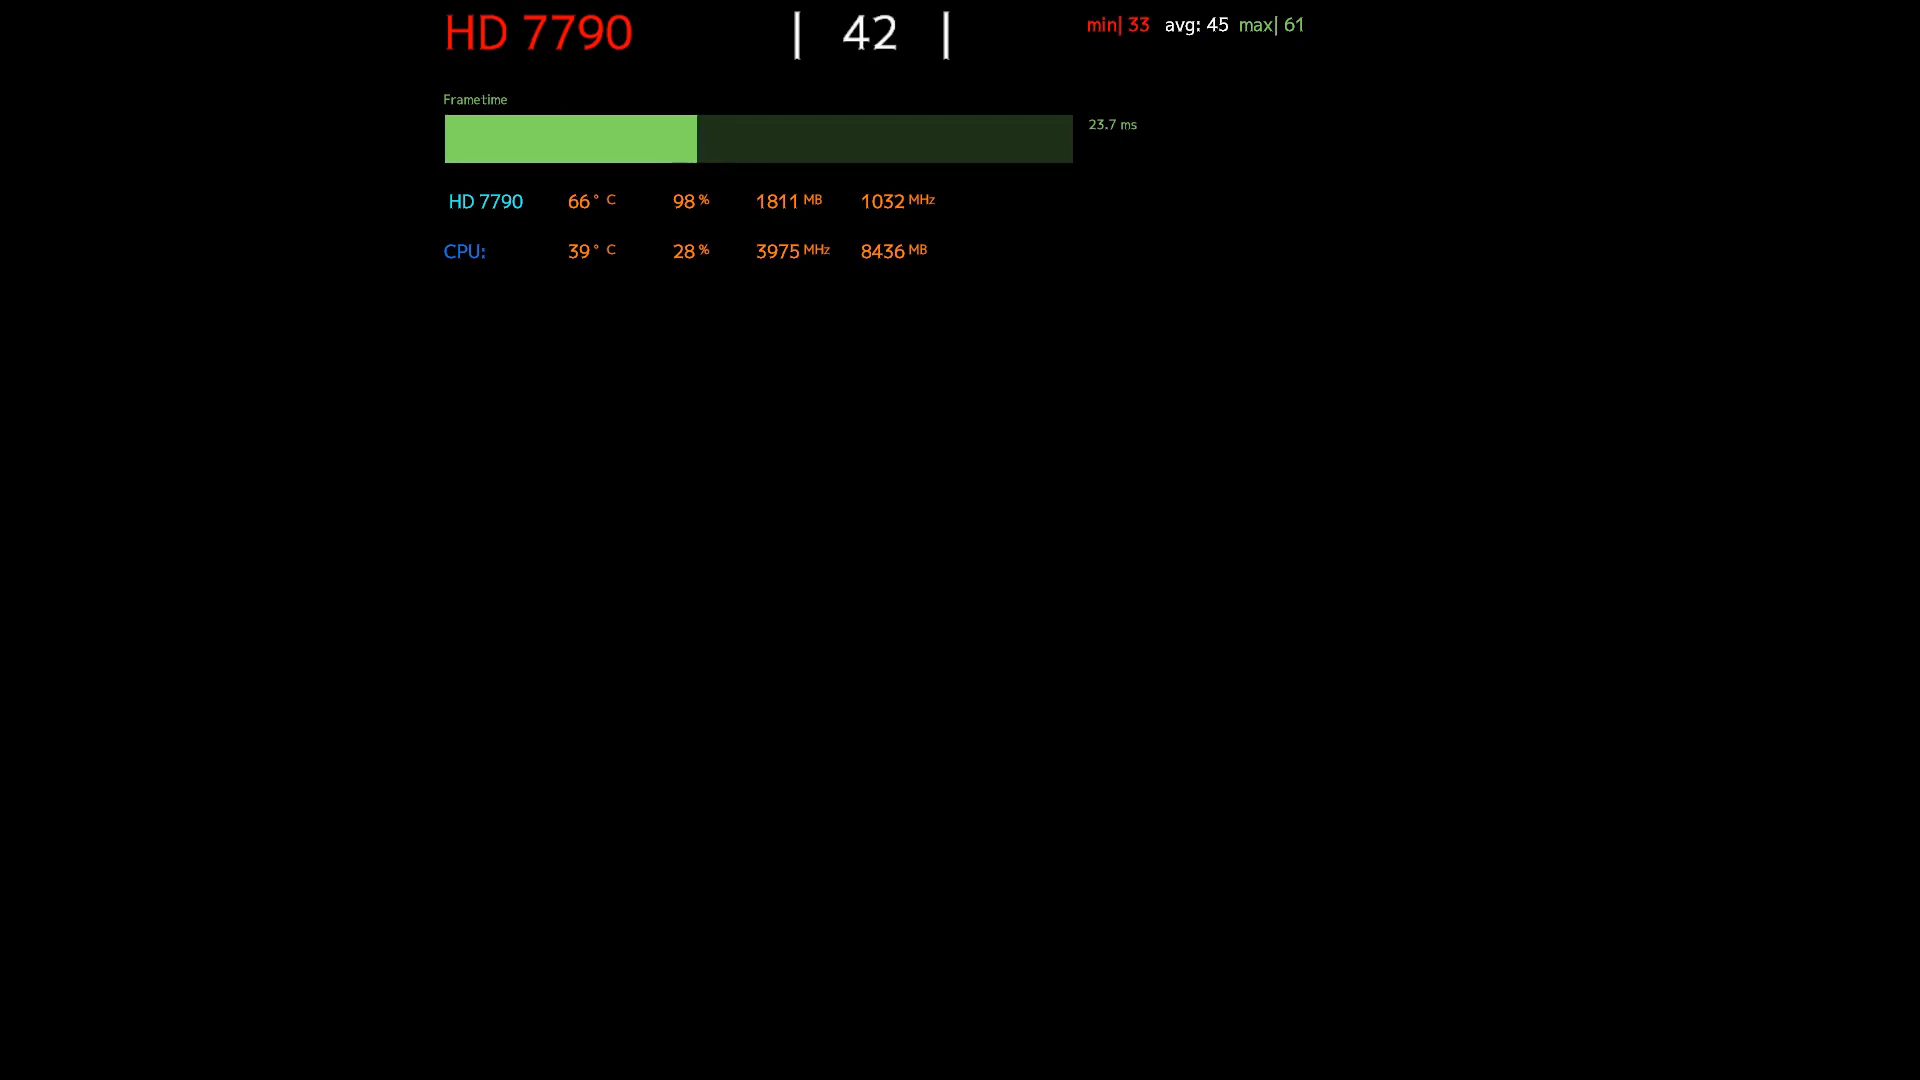 HD 7790 | 42 | min| 33 avg: 45 max| 61
Frametime
23.7 ms
HD 7790 66° C 98 % 1811 MB 1032 MHz
CPU: 39° C 28 % 3975 MHz 8436 MB